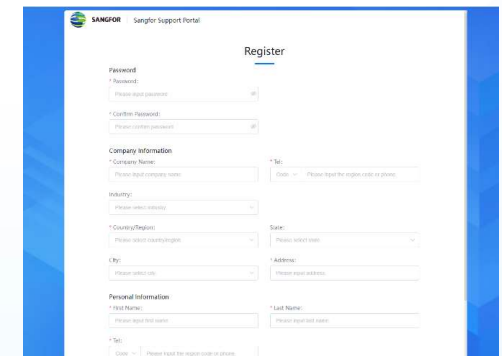 SANGFOR Sangfor Support Portal
Register
Password
* Password:
Please input password
* Confirm Password:
Please confirm password
Company Information
* Company Name: * Tel:
Please input company name Code Please input the region code or phone
Industry:
Please select industry
* Country/Region: State:
Please select country/region Please select state
City: * Address:
Please select city Please input address
Personal Information
* First Name: * Last Name:
Please input first name Please input last name
* Tel:
Code Please input the region code or phone